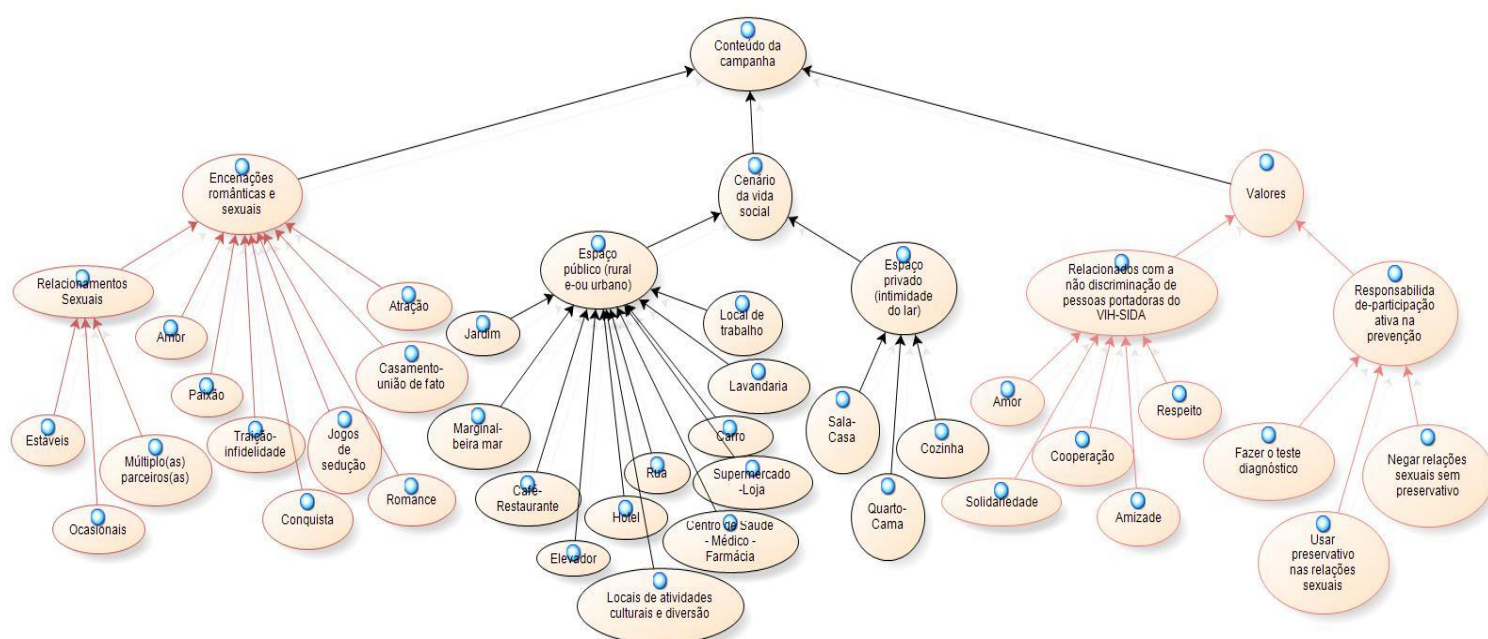 Conteúdo da
campanha
Encenações
românticas e
sexuais
Cenário
da vida
social
Valores
Relacionamentos
Sexuais
Amor
Paixão
Traição-
infidelidade
Conquista
Jogos
de
sedução
Romance
Casamento-
união de fato
Atração
Estáveis
Ocasionais
Múltiplo(as)
parceiros(as)
Espaço
público (rural
e-ou urbano)
Jardim
Marginal-
beira mar
Café-
Restaurante
Elevador
Hotel
Locais de atividades
culturais e diversão
Rua
Centro de Saúde
- Médico -
Farmácia
Supermercado
-Loja
Carro
Lavandaria
Local de
trabalho
Espaço
privado
(intimidade
do lar)
Sala-
Casa
Quarto-
Cama
Cozinha
Relacionados com a
não discriminação de
pessoas portadoras do
VIH-SIDA
Amor
Solidariedade
Cooperação
Amizade
Respeito
Responsabilida
de-participação
ativa na
prevenção
Fazer o teste
diagnóstico
Usar
preservativo
nas relações
sexuais
Negar relações
sexuais sem
preservativo